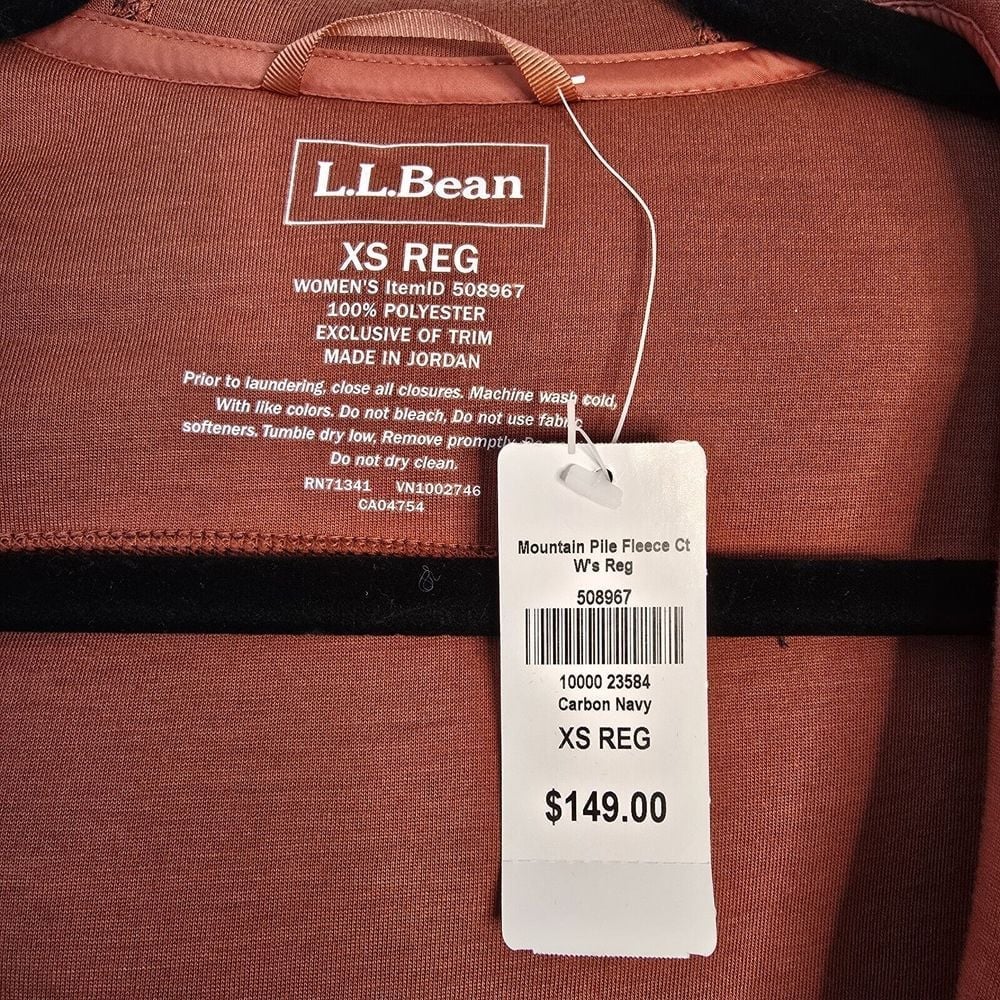 L.L.Bean
XS REG
WOMEN'S ItemID 508967
100% POLYESTER
EXCLUSIVE OF TRIM
MADE IN JORDAN
Prior to laundering, close all closures. Machine wash cold,
With like colors. Do not bleach, Do not use fabric
softeners. Tumble dry low, Remove promptly
Do not dry clean.
RN71341 VN1002746
CA04754
Mountain Pile Fleece Ct
W's Reg
508967
10000 23584
Carbon Navy
XS REG
$149.00